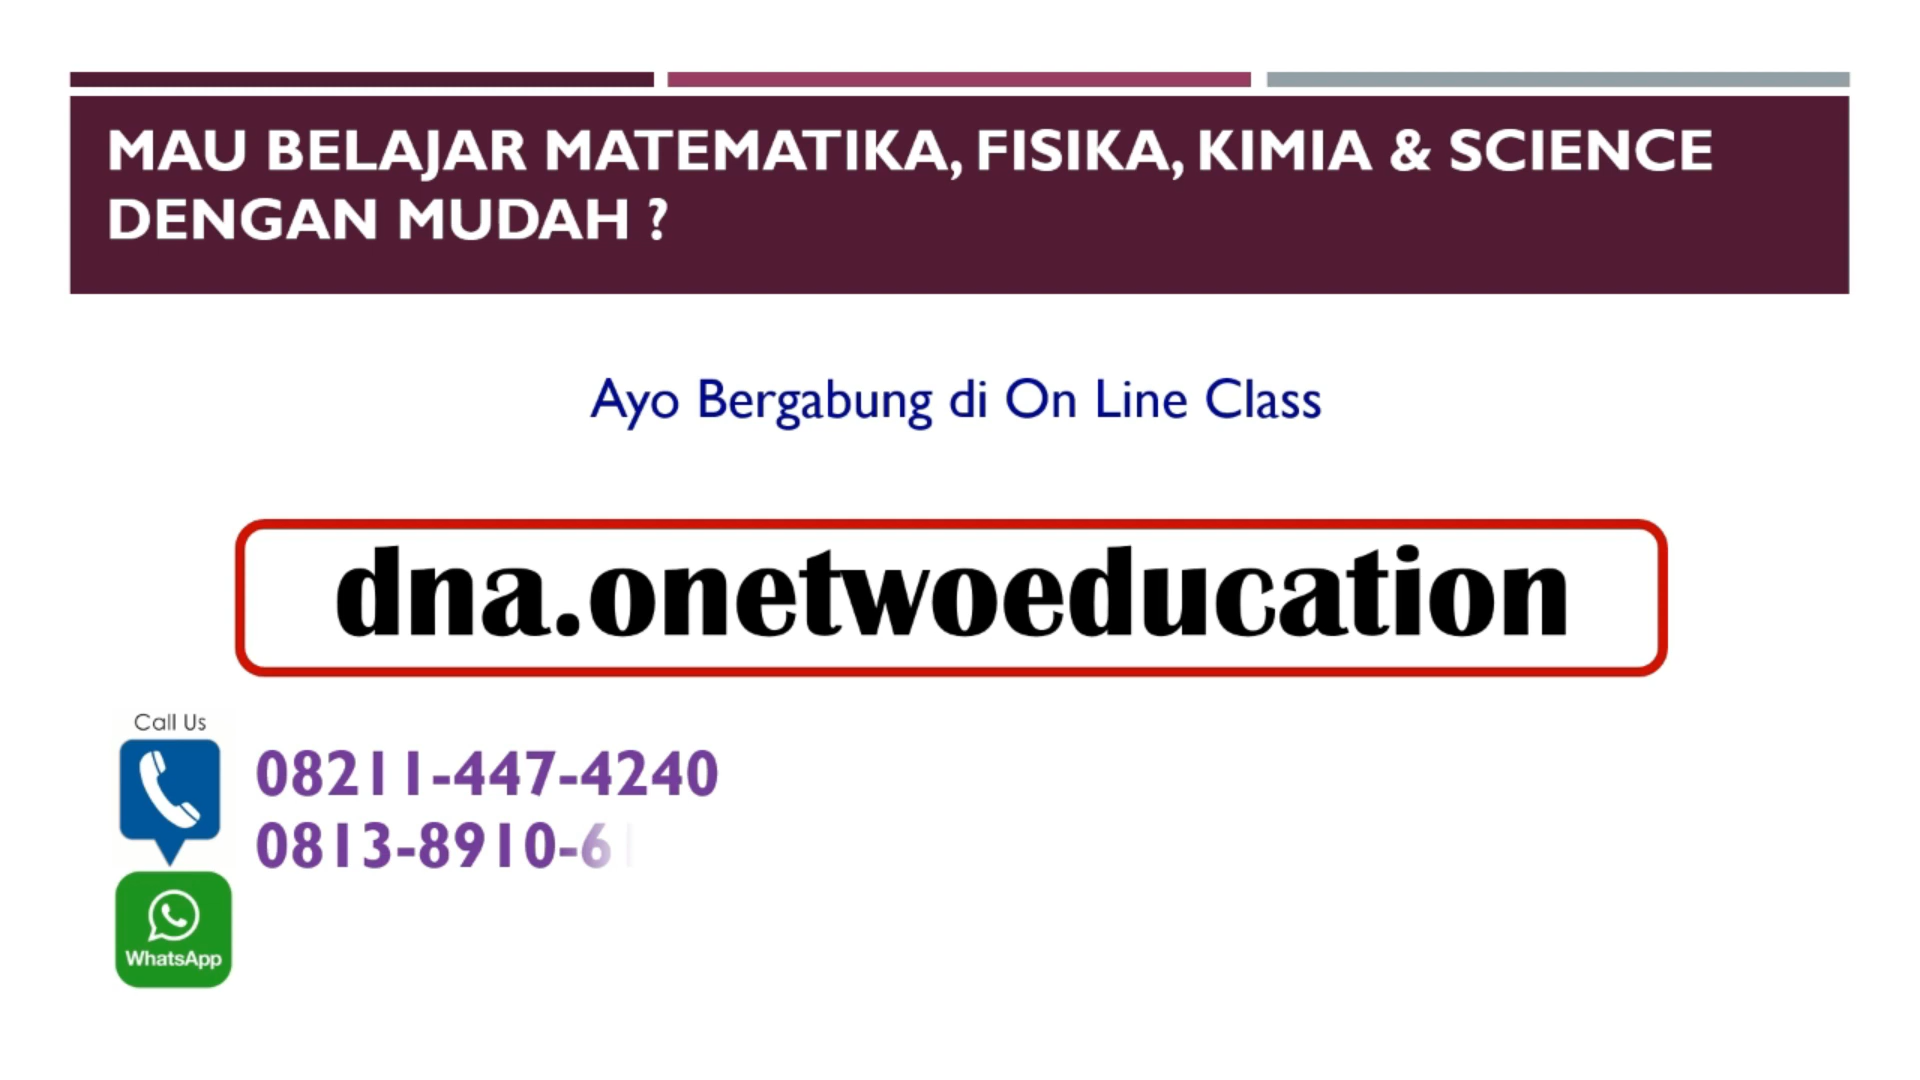 MAU BELAJAR MATEMATIKA, FISIKA, KIMIA & SCIENCE
DENGAN MUDAH ?
Ayo Bergabung di On Line Class
dna.onetwoeducation
Call Us
08211-447-4240
0813-8910-6
WhatsApp